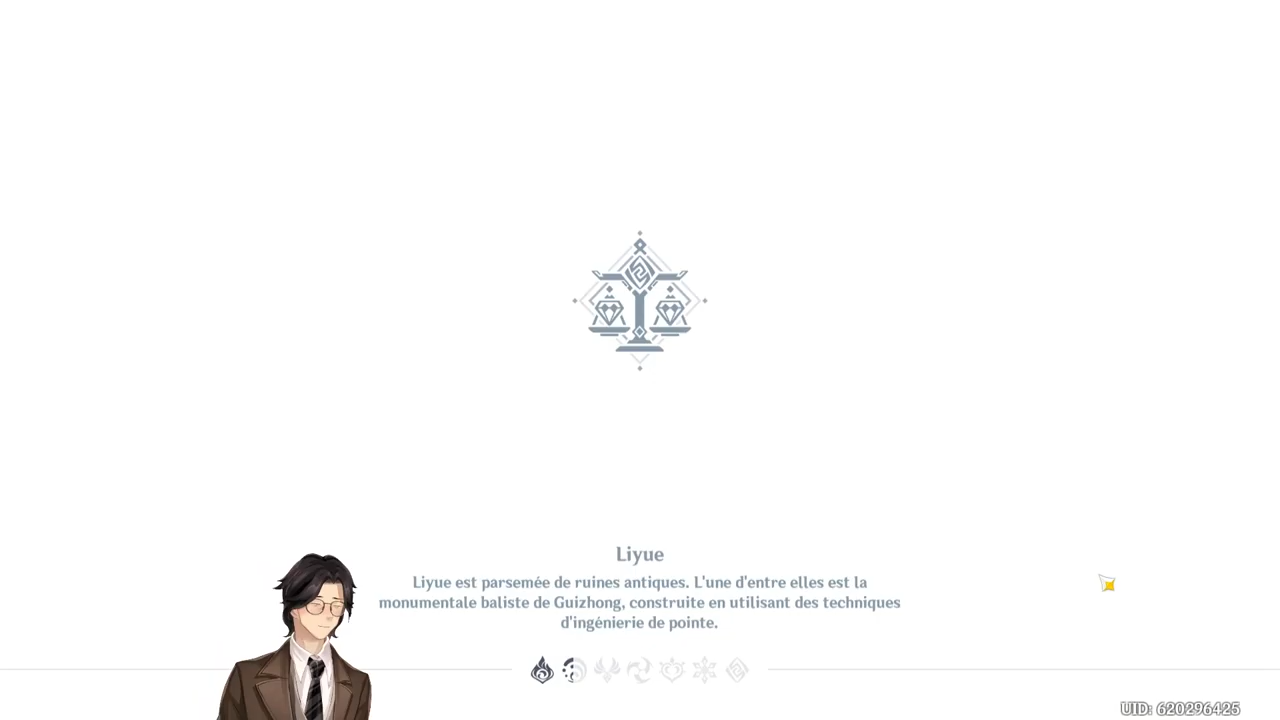 Liyue
Liyue est parsemée de ruines antiques. L'une d'entre elles est la
monumentale baliste de Guizhong, construite en utilisant des techniques
d'ingénierie de pointe.
UID: 620296425